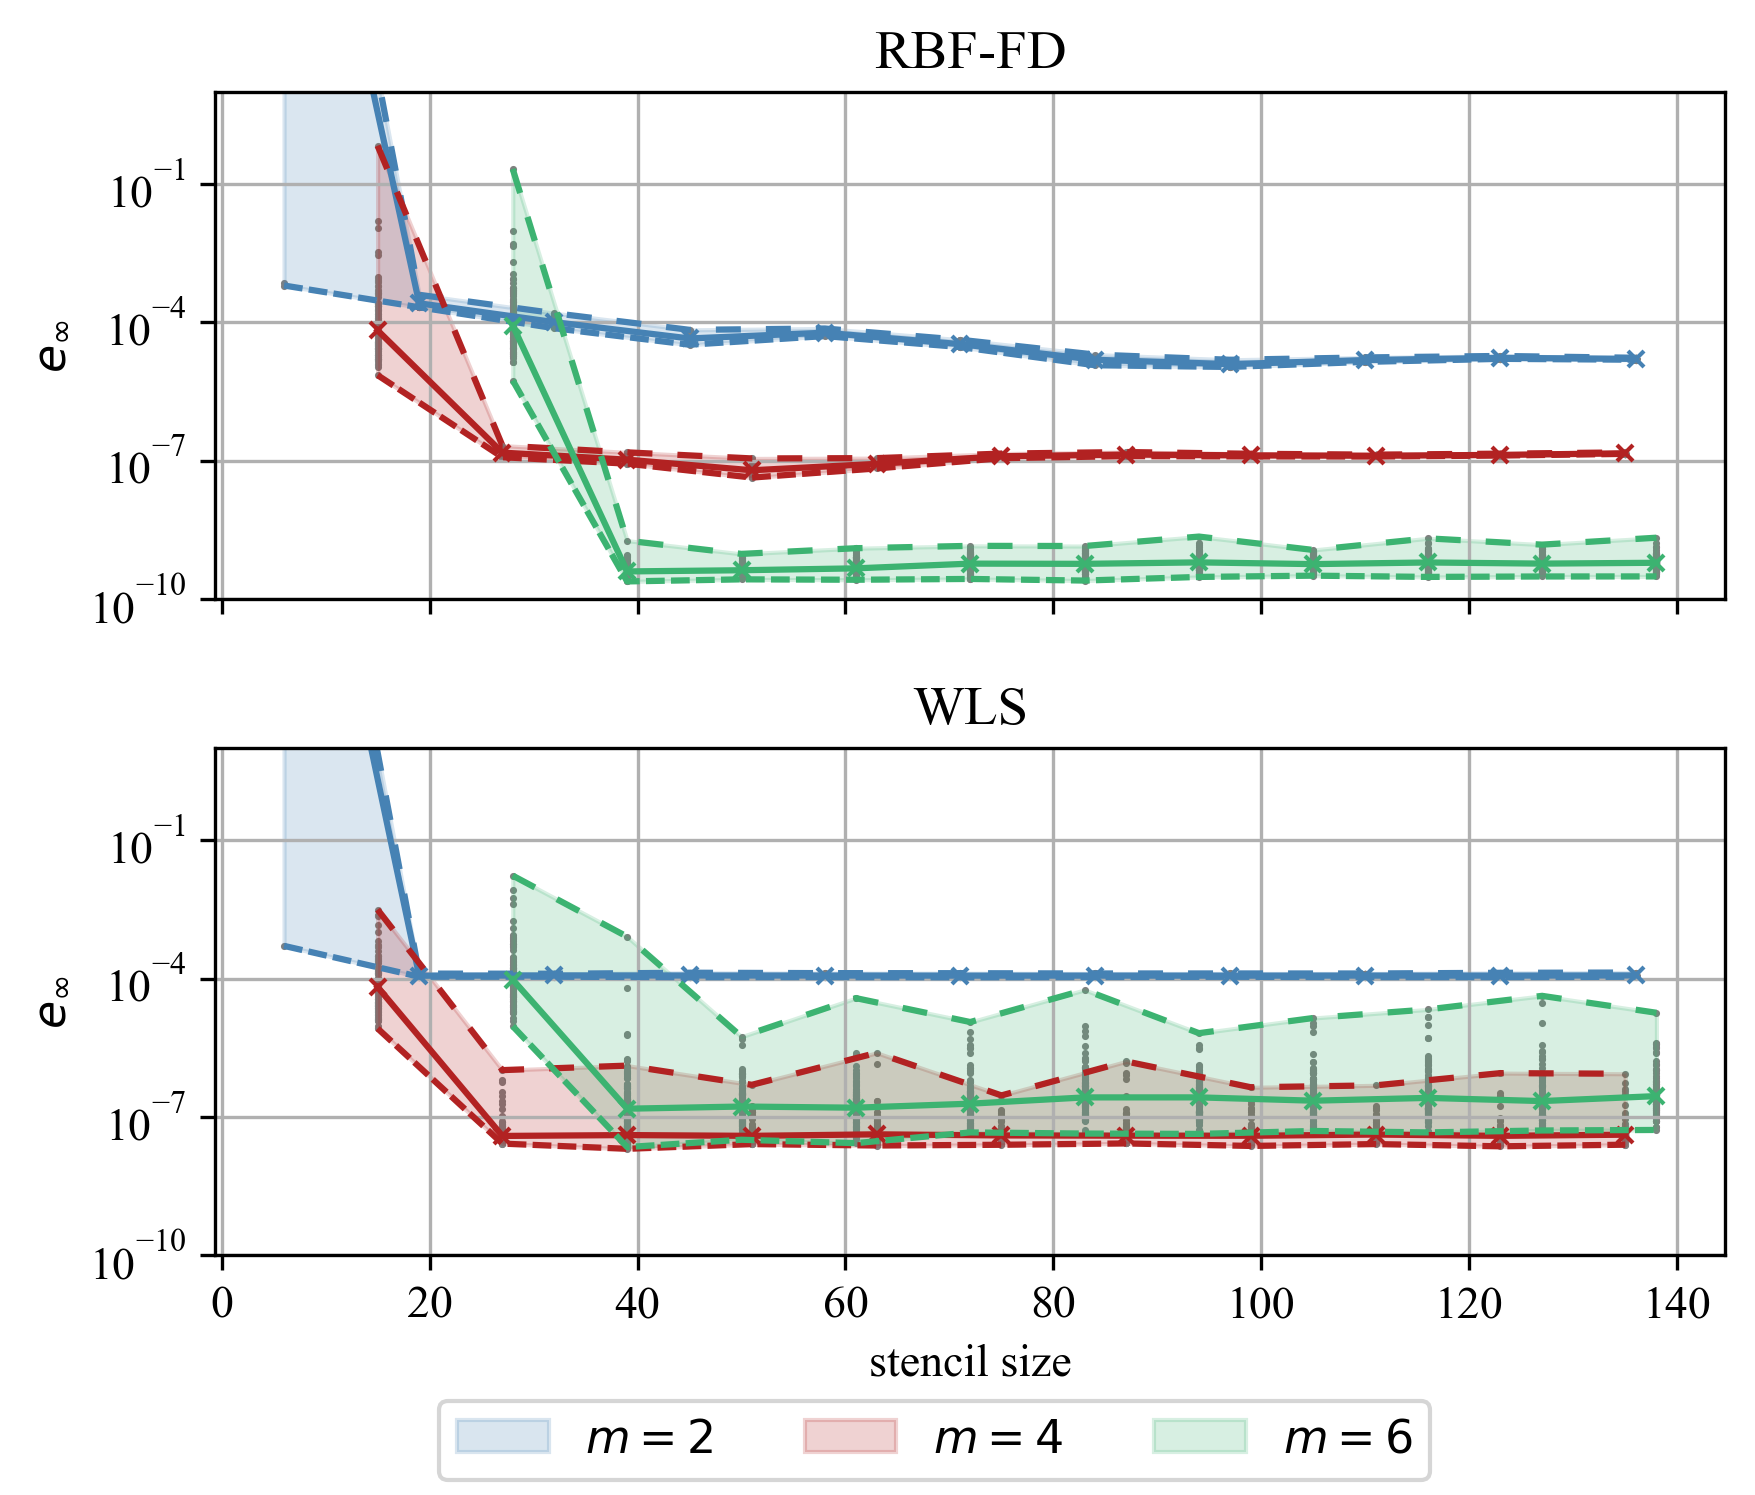 RBF-FD
10⁻¹
10⁻⁴
e∞
10⁻⁷
10⁻¹⁰
WLS
10⁻¹
10⁻⁴
e∞
10⁻⁷
10⁻¹⁰
0 20 40 60 80 100 120 140
stencil size
m = 2 m = 4 m = 6